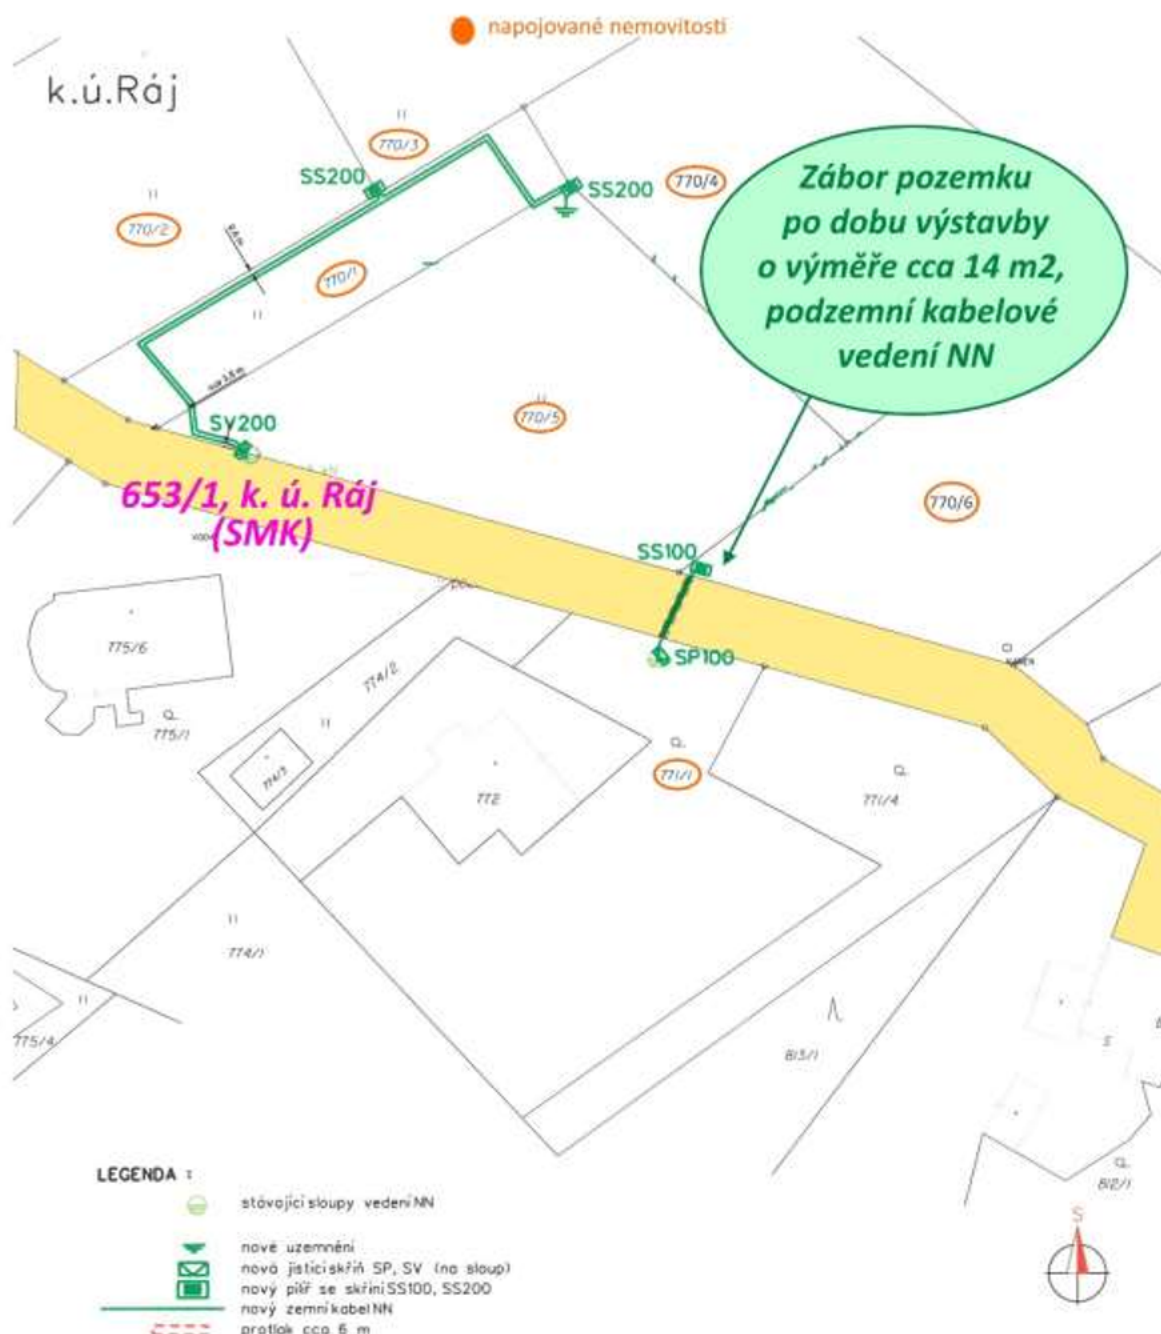 napojované nemovitosti
k.ú.Ráj
770/3
SS200
SS200
770/4
770/2
770/1
Zábor pozemku
po dobu výstavby
o výměře cca 14 m2,
podzemní kabelové
vedení NN
SV200
770/5
653/1, k. ú. Ráj
(SMK)
770/6
SS100
SP100
775/6
774/2
775/1
771/1
774/3
772
771/4
774/1
775/4
813/1
812/1
LEGENDA :
stávající sloupy vedení NN
nové uzemnění
nová jistící skříň SP, SV (na sloup)
nový pilíř se skříní SS100, SS200
nový zemní kabel NN
protlak cca 6 m
S